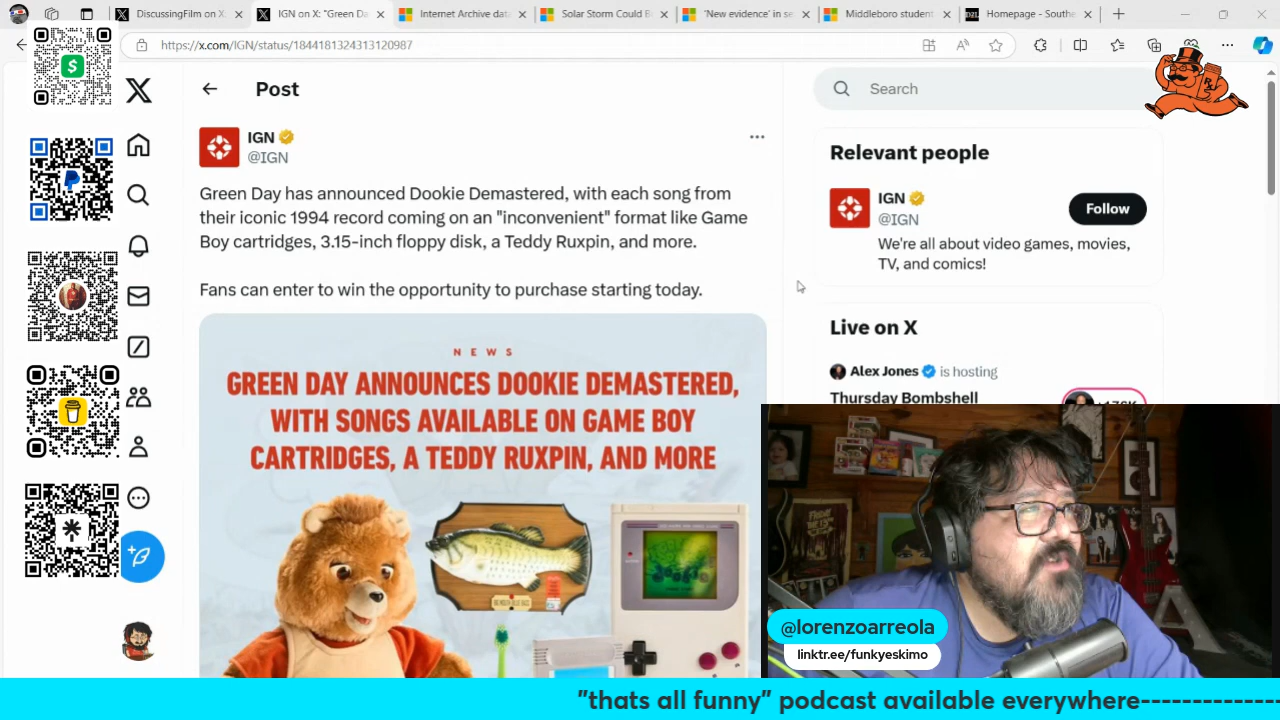 DiscussingFilm on X
IGN on X: "Green Da
Internet Archive data
Solar Storm Could B
'New evidence' in se
Middleboro student
Homepage - Southe
https://x.com/IGN/status/1844181324313120987
Post
Search
IGN
@IGN
Green Day has announced Dookie Demastered, with each song from
their iconic 1994 record coming on an "inconvenient" format like Game
Boy cartridges, 3.15-inch floppy disk, a Teddy Ruxpin, and more.
Fans can enter to win the opportunity to purchase starting today.
NEWS
GREEN DAY ANNOUNCES DOOKIE DEMASTERED,
WITH SONGS AVAILABLE ON GAME BOY
CARTRIDGES, A TEDDY RUXPIN, AND MORE
Relevant people
IGN
@IGN
Follow
We're all about video games, movies,
TV, and comics!
Live on X
Alex Jones is hosting
Thursday Bombshell
@lorenzoarreola
linktr.ee/funkyeskimo
"thats all funny" podcast available everywhere--------------